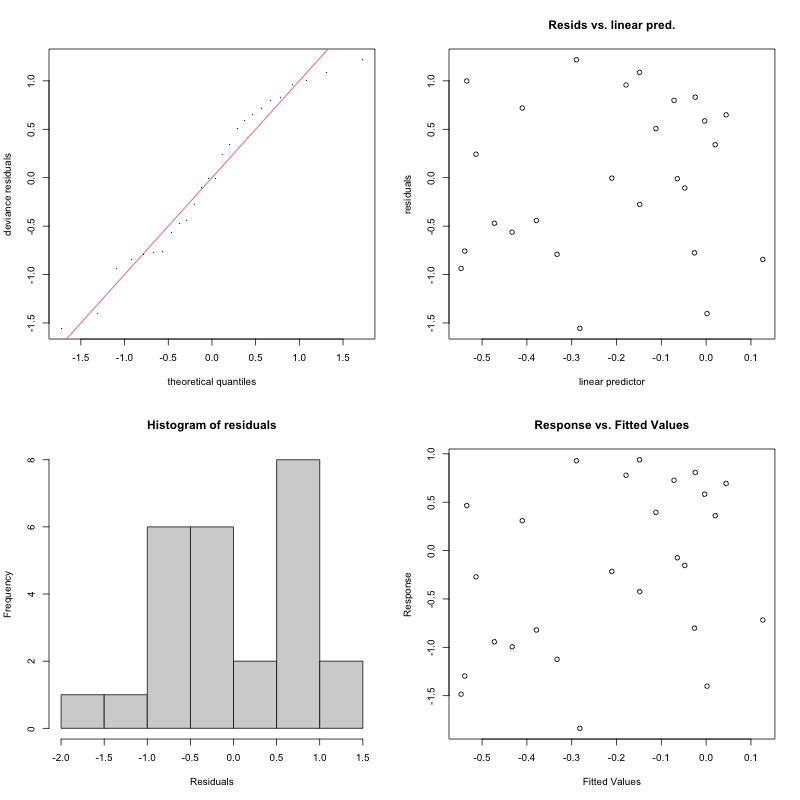 deviance residuals
1.0
0.5
0.0
-0.5
-1.0
-1.5
-1.5 -1.0 -0.5 0.0 0.5 1.0 1.5
theoretical quantiles
Resids vs. linear pred.
residuals
1.0
0.5
0.0
-0.5
-1.0
-1.5
-0.5 -0.4 -0.3 -0.2 -0.1 0.0 0.1
linear predictor
Histogram of residuals
Frequency
8
6
4
2
0
-2.0 -1.5 -1.0 -0.5 0.0 0.5 1.0 1.5
Residuals
Response vs. Fitted Values
Response
1.0
0.5
0.0
-0.5
-1.0
-1.5
-0.5 -0.4 -0.3 -0.2 -0.1 0.0 0.1
Fitted Values